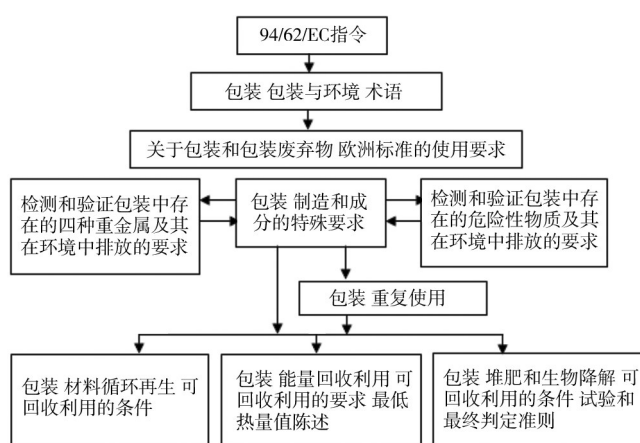 94/62/EC指令
包装 包装与环境 术语
关于包装和包装废弃物 欧洲标准的使用要求
检测和验证包装中存
在的四种重金属及其
在环境中排放的要求
包装 制造和成
分的特殊要求
检测和验证包装中存
在的危险性物质及其
在环境中排放的要求
包装 重复使用
包装 材料循环再生 可
回收利用的条件
包装 能量回收利用 可
回收利用的要求 最低
热量值陈述
包装 堆肥和生物降解 可
回收利用的条件 试验和
最终判定准则